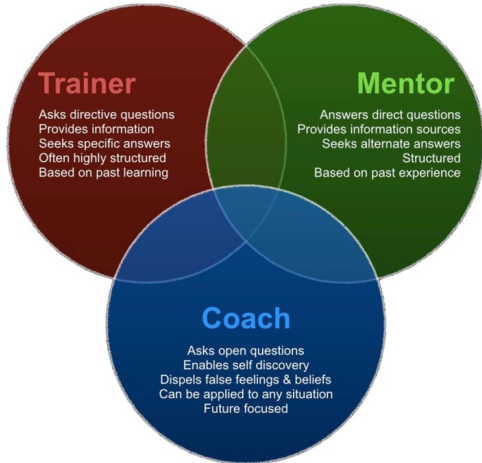 Trainer
Asks directive questions
Provides information
Seeks specific answers
Often highly structured
Based on past learning
Mentor
Answers direct questions
Provides information sources
Seeks alternate answers
Structured
Based on past experience
Coach
Asks open questions
Enables self discovery
Dispels false feelings & beliefs
Can be applied to any situation
Future focused